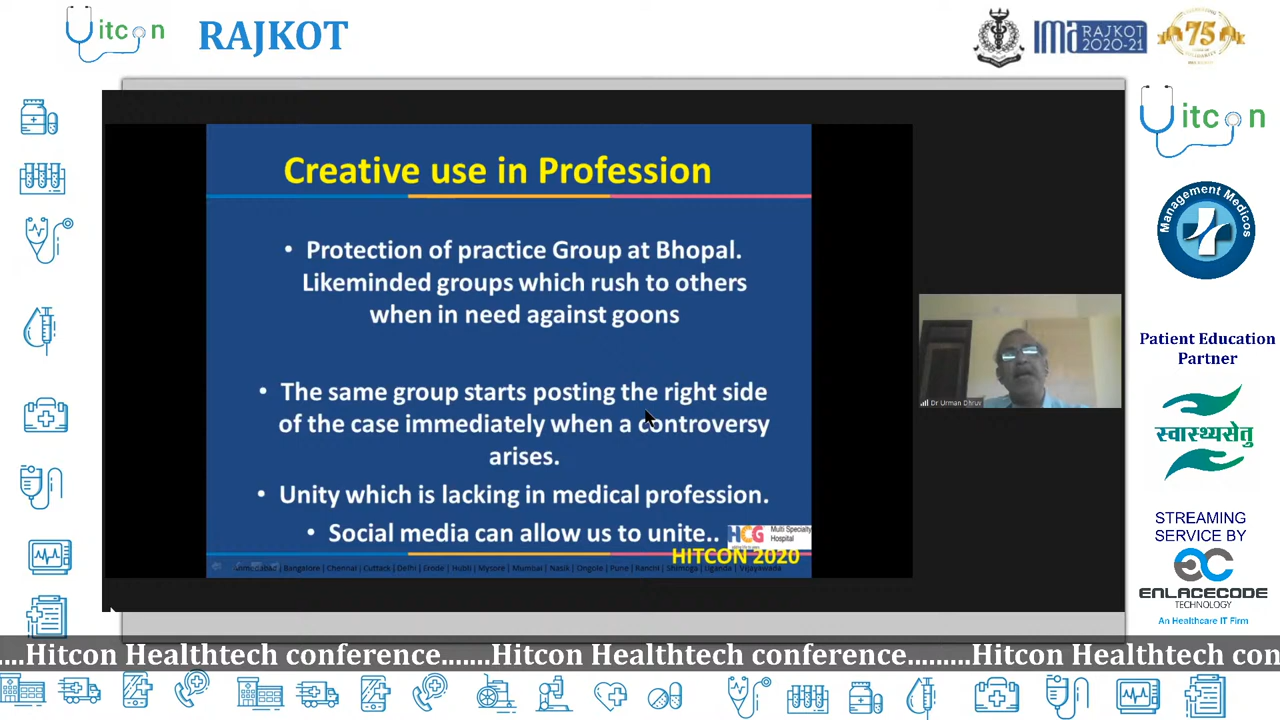 itcon
RAJKOT
ima RAJKOT
2020-21
75
Creative use in Profession
• Protection of practice Group at Bhopal.
Likeminded groups which rush to others
when in need against goons
• The same group starts posting the right side
of the case immediately when a controversy
arises.
• Unity which is lacking in medical profession.
• Social media can allow us to unite..
HCG
Multi Specialty
Hospital
HITCON 2020
Ahmedabad | Bangalore | Chennai | Cuttack | Delhi | Erode | Hubli | Mysore | Mumbai | Nasik | Ongole | Pune | Ranchi | Shimoga | Uganda | Vijayawada
Dr Urman Dhruv
itcon
Management Medicos
Patient Education
Partner
स्वास्थ्यसेतु
STREAMING
SERVICE BY
EC
ENLACECODE
TECHNOLOGY
An Healthcare IT Firm
....Hitcon Healthtech conference.......Hitcon Healthtech conference.........Hitcon Healthtech con